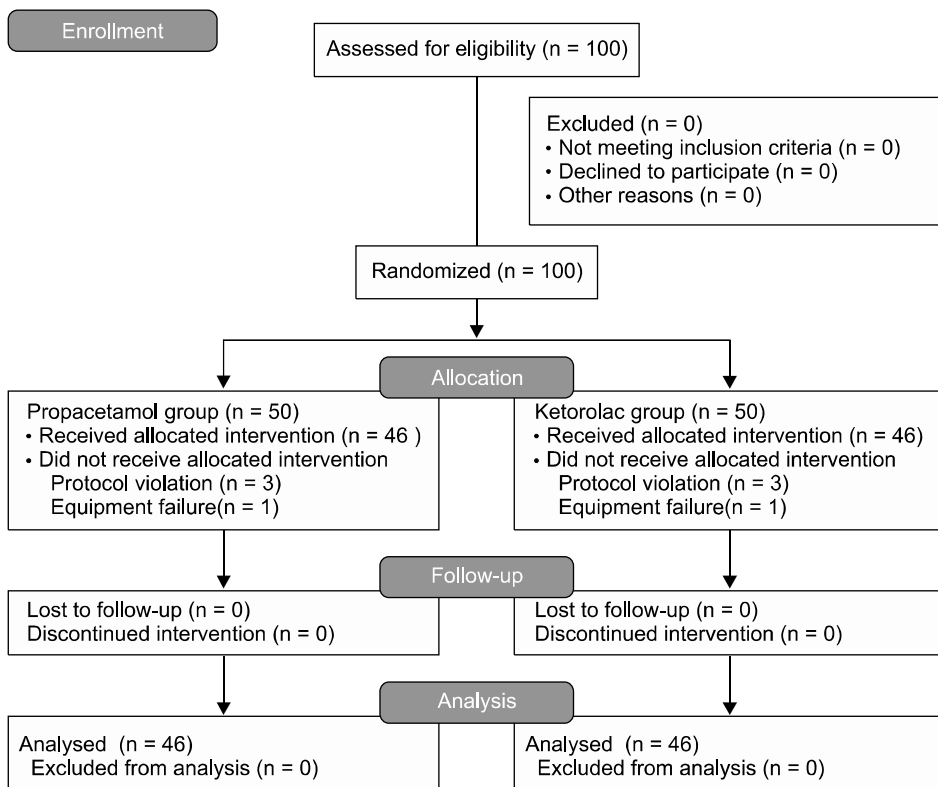 Enrollment
Assessed for eligibility (n = 100)
Excluded (n = 0)
• Not meeting inclusion criteria (n = 0)
• Declined to participate (n = 0)
• Other reasons (n = 0)
Randomized (n = 100)
Allocation
Propacetamol group (n = 50)
• Received allocated intervention (n = 46 )
• Did not receive allocated intervention
Protocol violation (n = 3)
Equipment failure(n = 1)
Ketorolac group (n = 50)
• Received allocated intervention (n = 46)
• Did not receive allocated intervention
Protocol violation (n = 3)
Equipment failure(n = 1)
Follow-up
Lost to follow-up (n = 0)
Discontinued intervention (n = 0)
Lost to follow-up (n = 0)
Discontinued intervention (n = 0)
Analysis
Analysed  (n = 46)
Excluded from analysis (n = 0)
Analysed  (n = 46)
Excluded from analysis (n = 0)